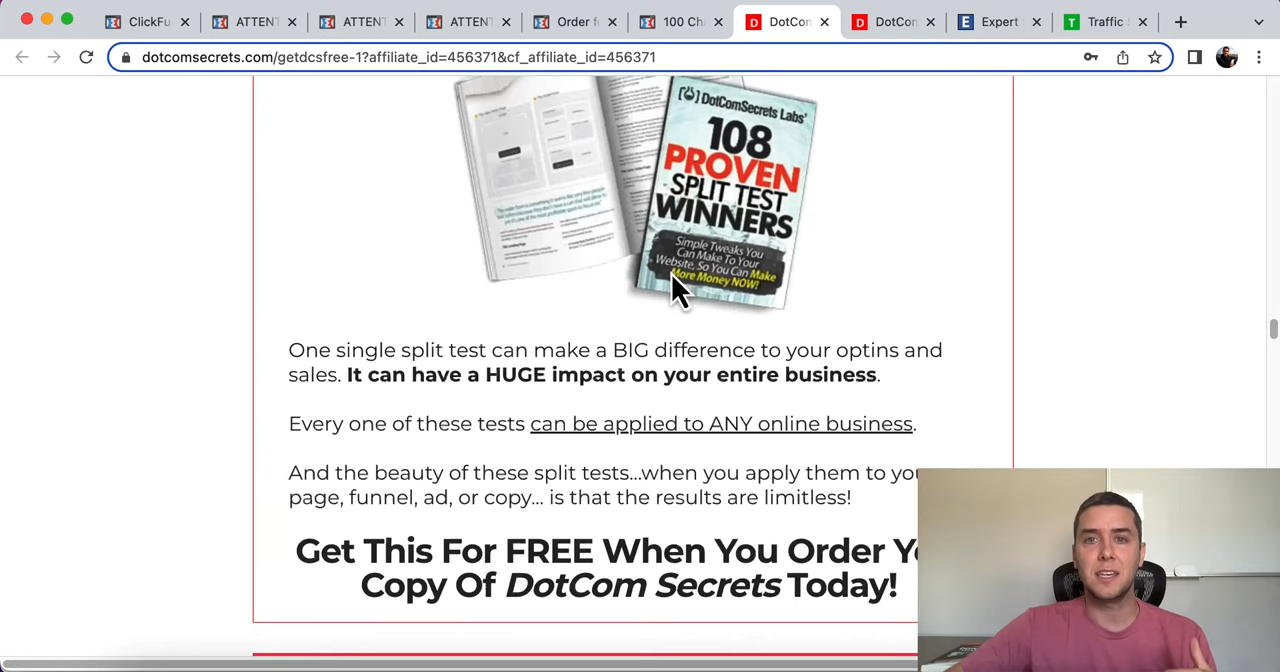 ClickFu
ATTENT
ATTENT
ATTENT
Order fo
100 Cha
DotCom
DotCom
Expert
Traffic
dotcomsecrets.com/getdcsfree-1?affiliate_id=456371&cf_affiliate_id=456371
DotComSecrets Labs'
108
PROVEN
SPLIT TEST
WINNERS
Simple Tweaks You
Can Make To Your
Website, So You Can Make
More Money NOW!
One single split test can make a BIG difference to your optins and
sales. It can have a HUGE impact on your entire business.
Every one of these tests can be applied to ANY online business.
And the beauty of these split tests...when you apply them to you
page, funnel, ad, or copy... is that the results are limitless!
Get This For FREE When You Order Yo
Copy Of DotCom Secrets Today!